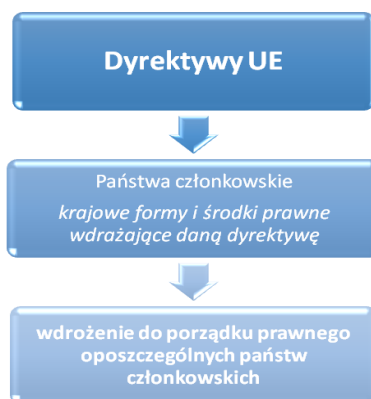 Dyrektywy UE
Państwa członkowskie
krajowe formy i środki prawne
wdrażające daną dyrektywę
wdrożenie do porządku prawnego
oposzczególnych państw
członkowskich